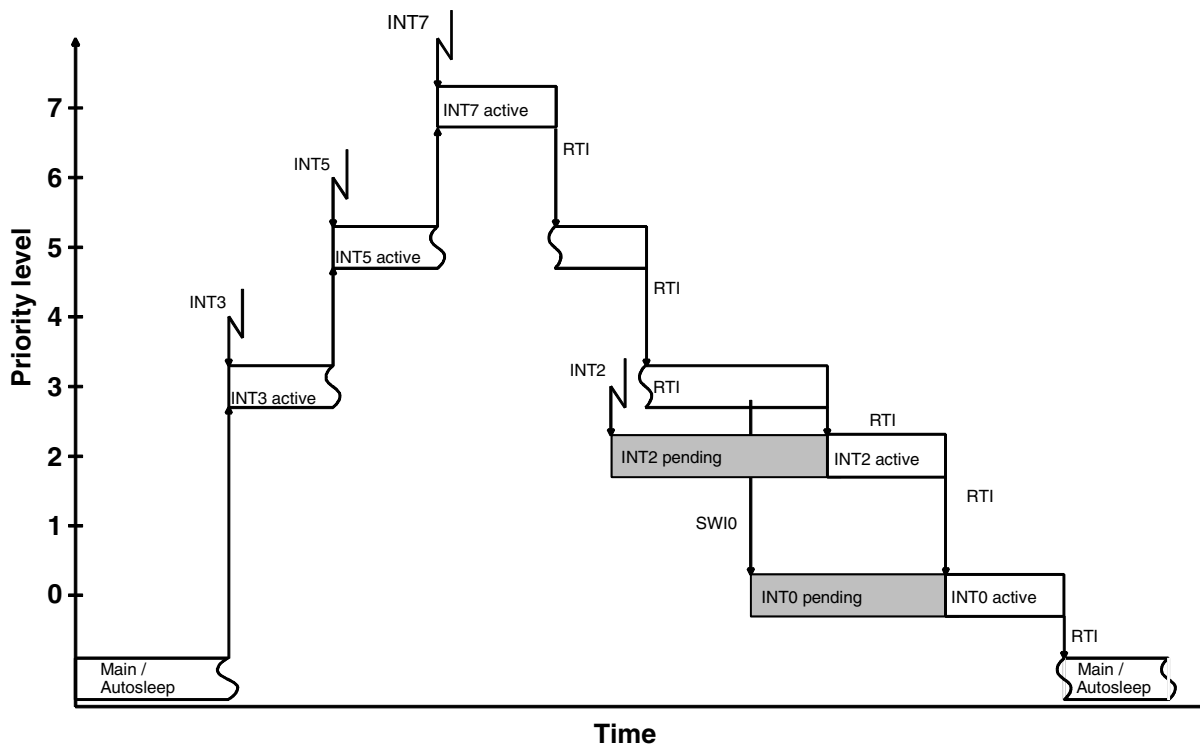 INT7
7
INT7 active
RTI
INT5
6
5
INT5 active
RTI
INT3
4
INT2
3
INT3 active
RTI
RTI
2
INT2 pending
INT2 active
RTI
1
SWI0
0
INT0 pending
INT0 active
RTI
Main /
Autosleep
Main /
Autosleep
Priority level
Time